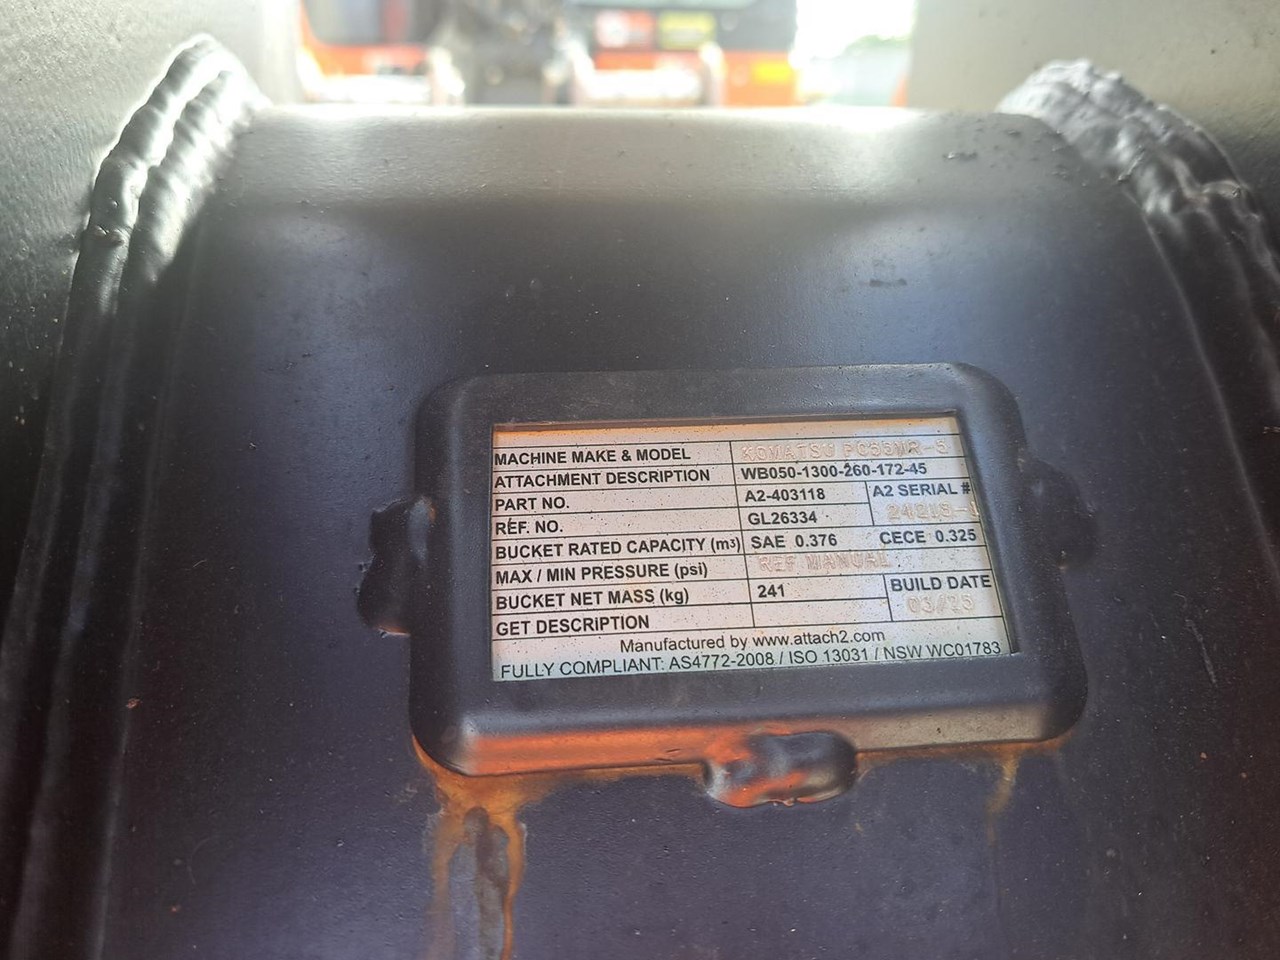 MACHINE MAKE & MODEL KOMATSU PC55MR-5
ATTACHMENT DESCRIPTION WB050-1300-260-172-45
PART NO. A2-403118 A2 SERIAL #
REF. NO. GL26334
BUCKET RATED CAPACITY (m3) SAE 0.376 CECE 0.325
MAX / MIN PRESSURE (psi) REF MANUAL
BUCKET NET MASS (kg) 241 BUILD DATE
GET DESCRIPTION 03/25
Manufactured by www.attach2.com
FULLY COMPLIANT: AS4772-2008 / ISO 13031 / NSW WC01783